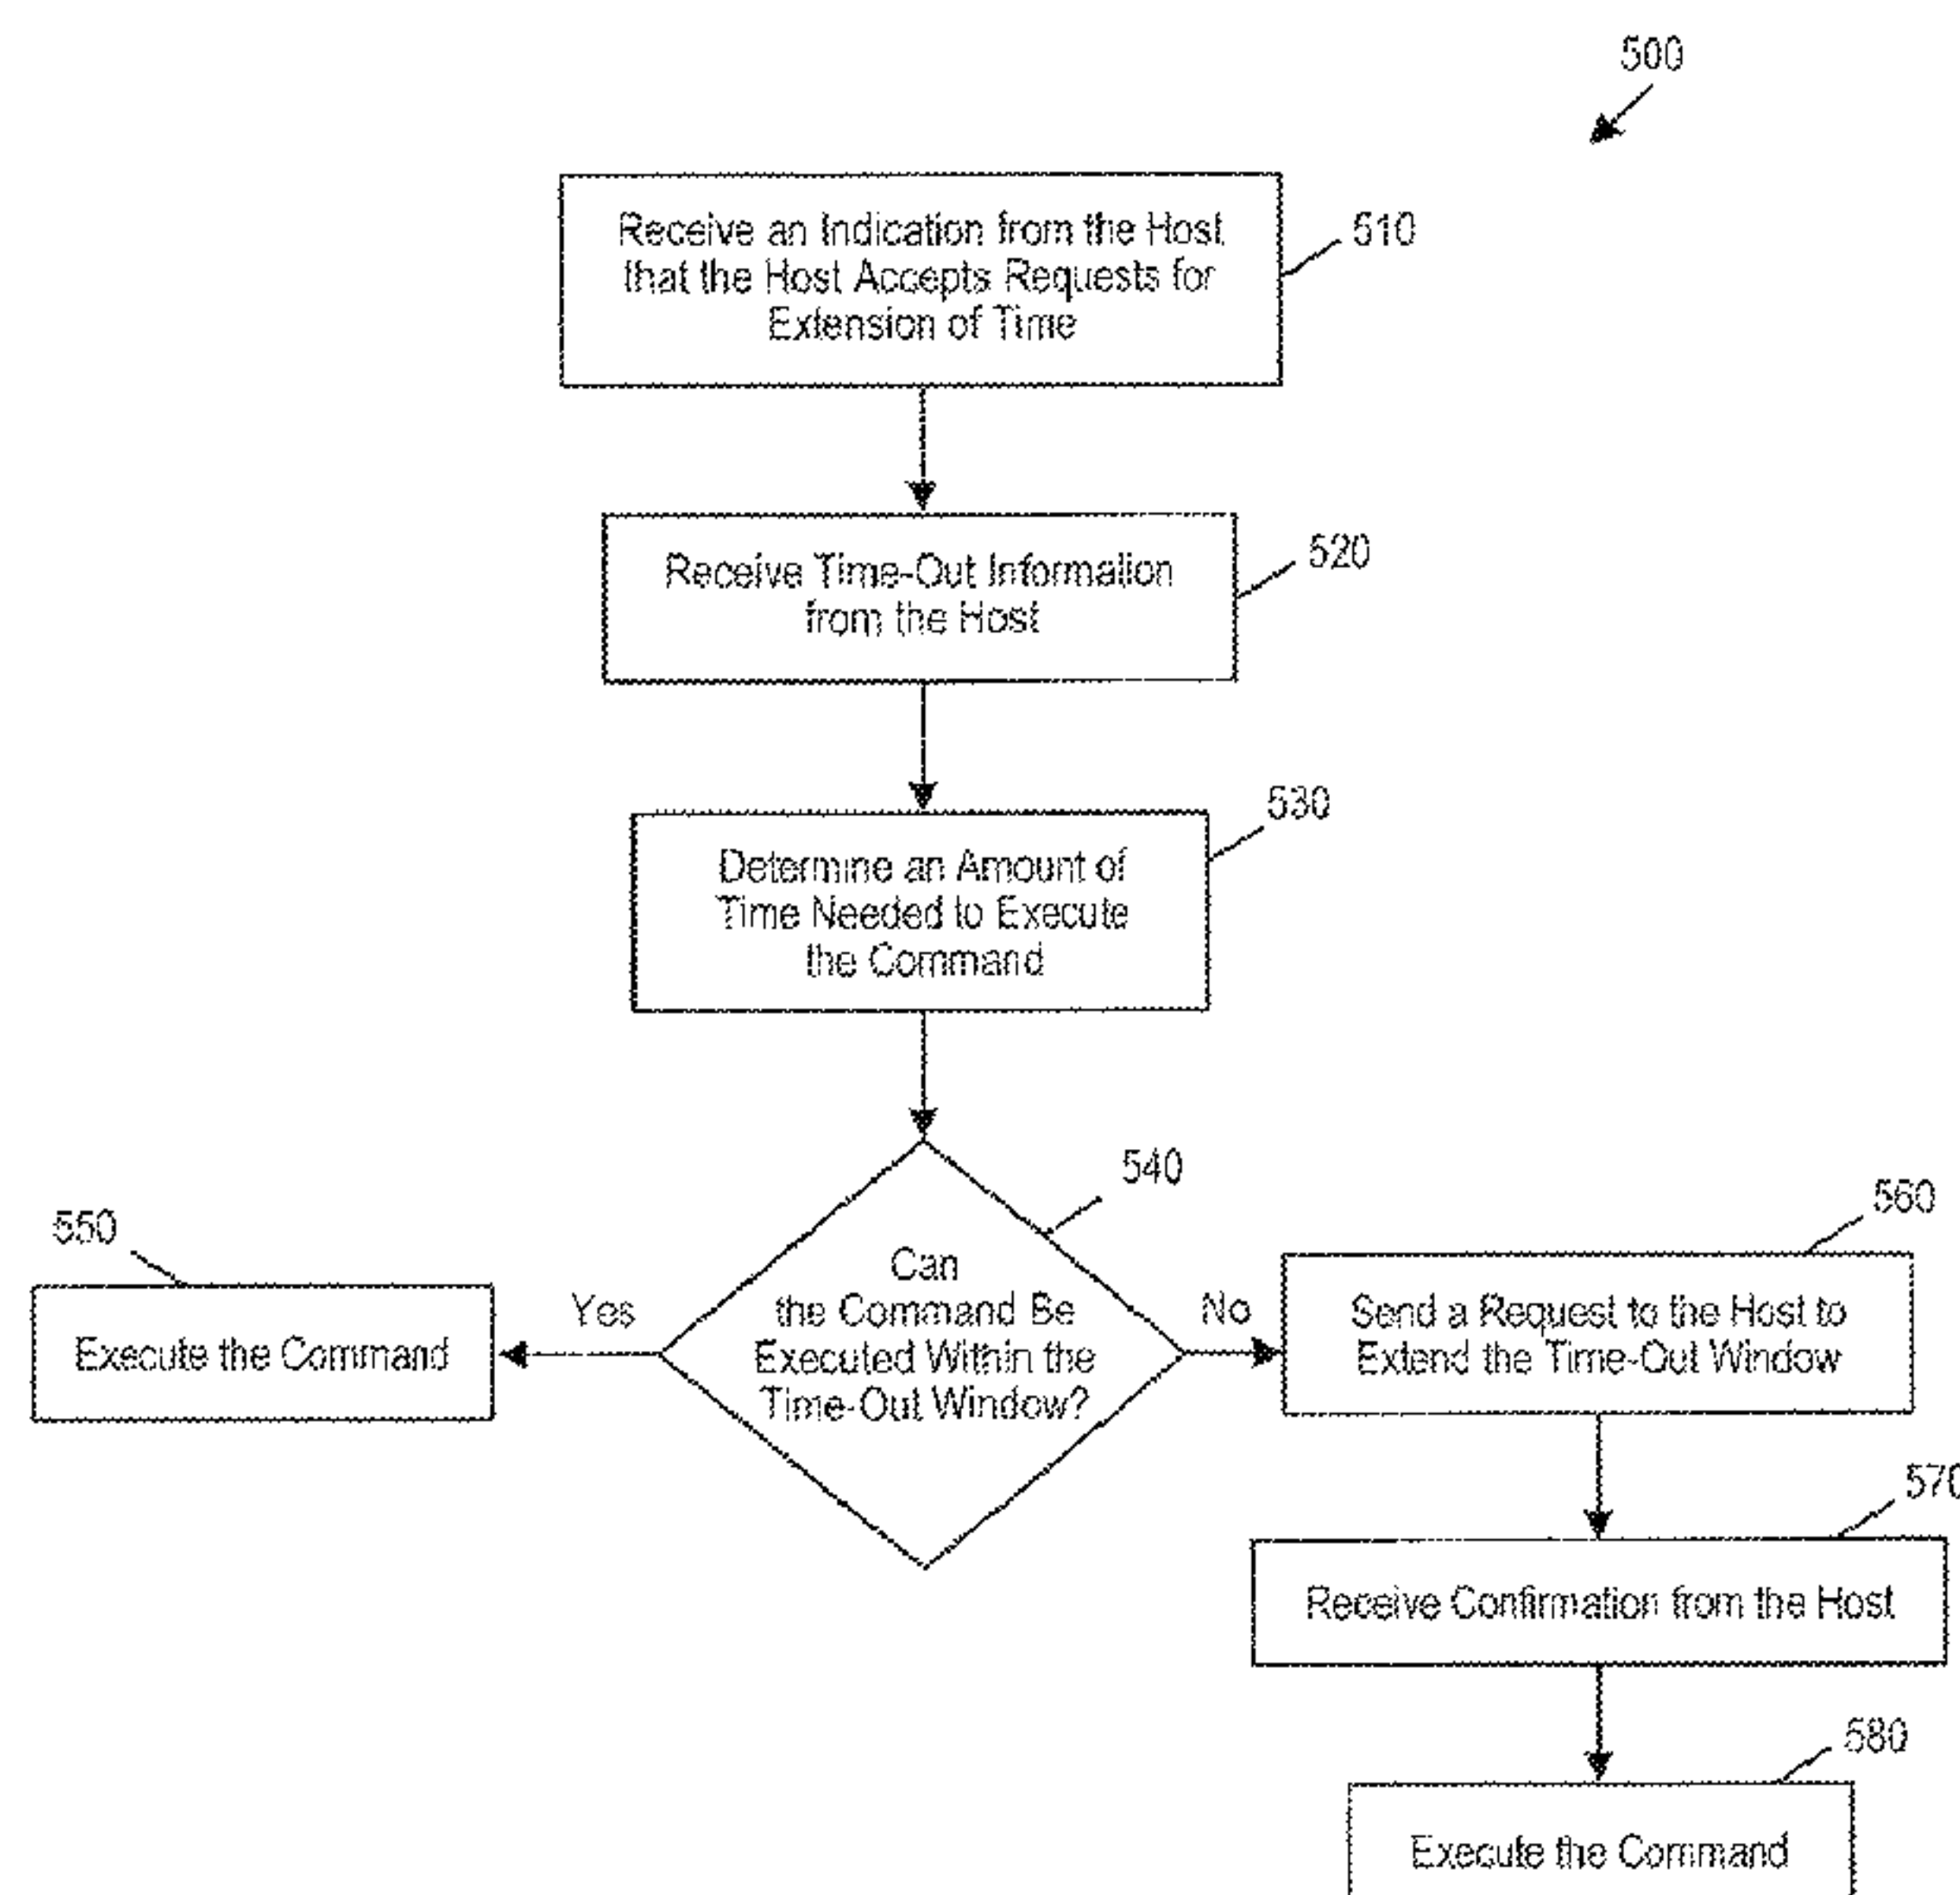 500
Receive an Indication from the Host
that the Host Accepts Requests for
Extension of Time
510
Receive Time-Out Information
from the Host
520
Determine an Amount of
Time Needed to Execute
the Command
530
Can
the Command Be
Executed Within the
Time-Out Window?
540
Yes
Execute the Command
550
No
Send a Request to the Host to
Extend the Time-Out Window
560
Receive Confirmation from the Host
570
Execute the Command
580